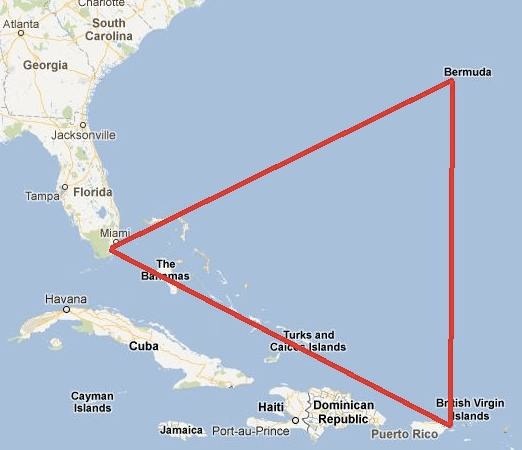 Charlotte
Atlanta
South
Carolina
Georgia
Bermuda
Jacksonville
Tampa
Florida
Miami
The
Bahamas
Havana
Cuba
Turks and
Caicos Islands
Cayman
Islands
Haiti
Dominican
Republic
British Virgin
Islands
Jamaica
Port-au-Prince
Puerto Rico